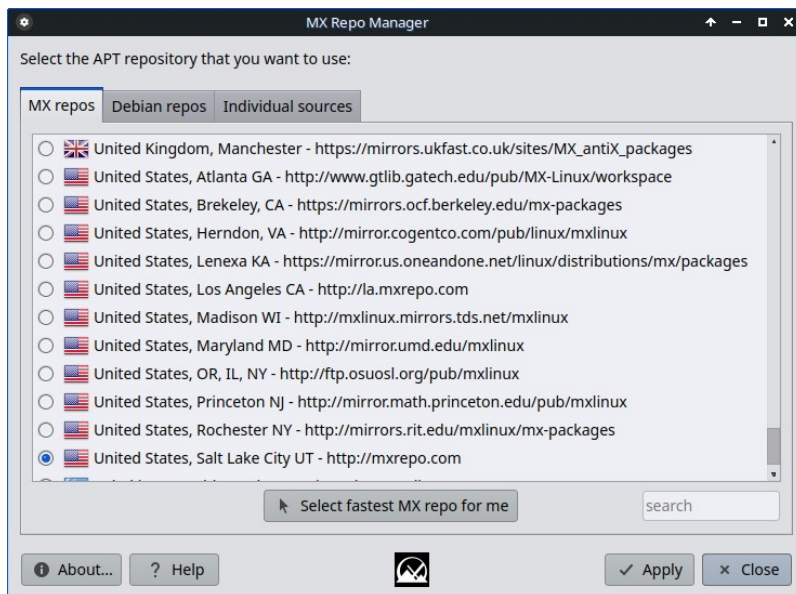 MX Repo Manager
Select the APT repository that you want to use:
MX repos Debian repos Individual sources
United Kingdom, Manchester - https://mirrors.ukfast.co.uk/sites/MX_antiX_packages
United States, Atlanta GA - http://www.gtlib.gatech.edu/pub/MX-Linux/workspace
United States, Brekeley, CA - https://mirrors.ocf.berkeley.edu/mx-packages
United States, Herndon, VA - http://mirror.cogentco.com/pub/linux/mxlinux
United States, Lenexa KA - https://mirror.us.oneandone.net/linux/distributions/mx/packages
United States, Los Angeles CA - http://la.mxrepo.com
United States, Madison WI - http://mxlinux.mirrors.tds.net/mxlinux
United States, Maryland MD - http://mirror.umd.edu/mxlinux
United States, OR, IL, NY - http://ftp.osuosl.org/pub/mxlinux
United States, Princeton NJ - http://mirror.math.princeton.edu/pub/mxlinux
United States, Rochester NY - http://mirrors.rit.edu/mxlinux/mx-packages
United States, Salt Lake City UT - http://mxrepo.com
Select fastest MX repo for me search
About... ? Help Apply Close